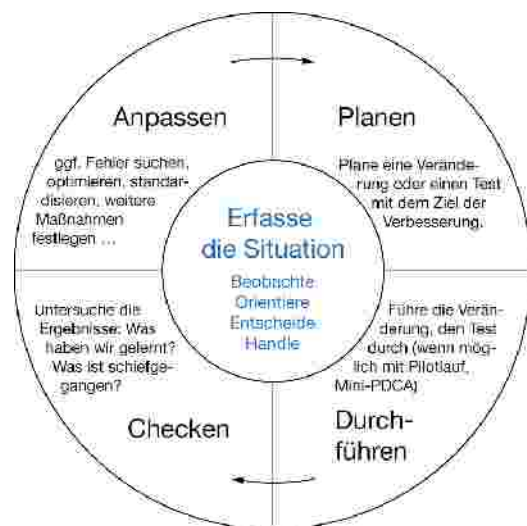 Anpassen
ggf. Fehler suchen,
optimieren, standar-
disieren, weitere
Maßnahmen
festlegen ...
Planen
Plane eine Verände-
rung oder einen Test
mit dem Ziel der
Verbesserung.
Erfasse
die Situation
Beobachte
Orientiere
Entscheide
Handle
Untersuche die
Ergebnisse: Was
haben wir gelernt?
Was ist schiefge-
gangen?
Checken
Führe die Verän-
derung, den Test
durch (wenn mög-
lich mit Pilotlauf,
Mini-PDCA)
Durch-
führen